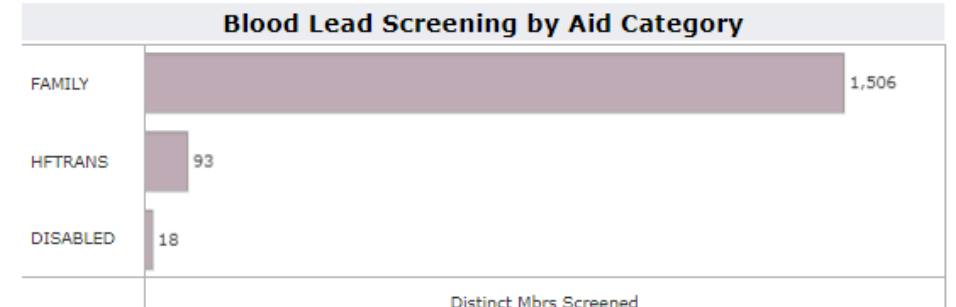 Blood Lead Screening by Aid Category
FAMILY 1,506
HFTRANS 93
DISABLED 18
Distinct Mbrs Screened